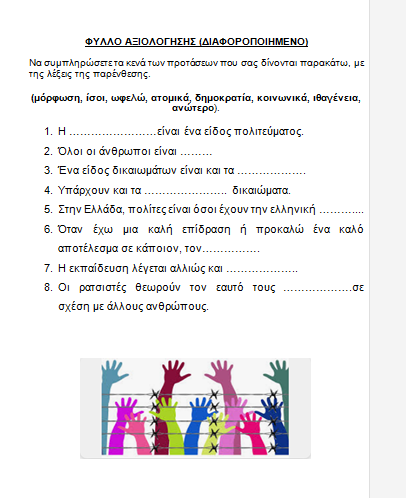 ΦΥΛΛΟ ΑΞΙΟΛΟΓΗΣΗΣ (ΔΙΑΦΟΡΟΠΟΙΗΜΕΝΟ)
Να συμπληρώσετε τα κενά των προτάσεων που σας δίνονται παρακάτω, με
της λέξεις της παρένθεσης.
(μόρφωση, ίσοι, ωφελώ, ατομικά, δημοκρατία, κοινωνικά, ιθαγένεια,
ανώτερο).
1. Η …………………….είναι ένα είδος πολιτεύματος.
2. Όλοι οι άνθρωποι είναι ………
3. Ένα είδος δικαιωμάτων είναι και τα ………………..
4. Υπάρχουν και τα ………………….. δικαιώματα.
5. Στην Ελλάδα, πολίτες είναι όσοι έχουν την ελληνική …………...
6. Όταν έχω μια καλή επίδραση ή προκαλώ ένα καλό
αποτέλεσμα σε κάποιον, τον…………….
7. Η εκπαίδευση λέγεται αλλιώς και ………………..
8. Οι ρατσιστές θεωρούν τον εαυτό τους ……………….σε
σχέση με άλλους ανθρώπους.